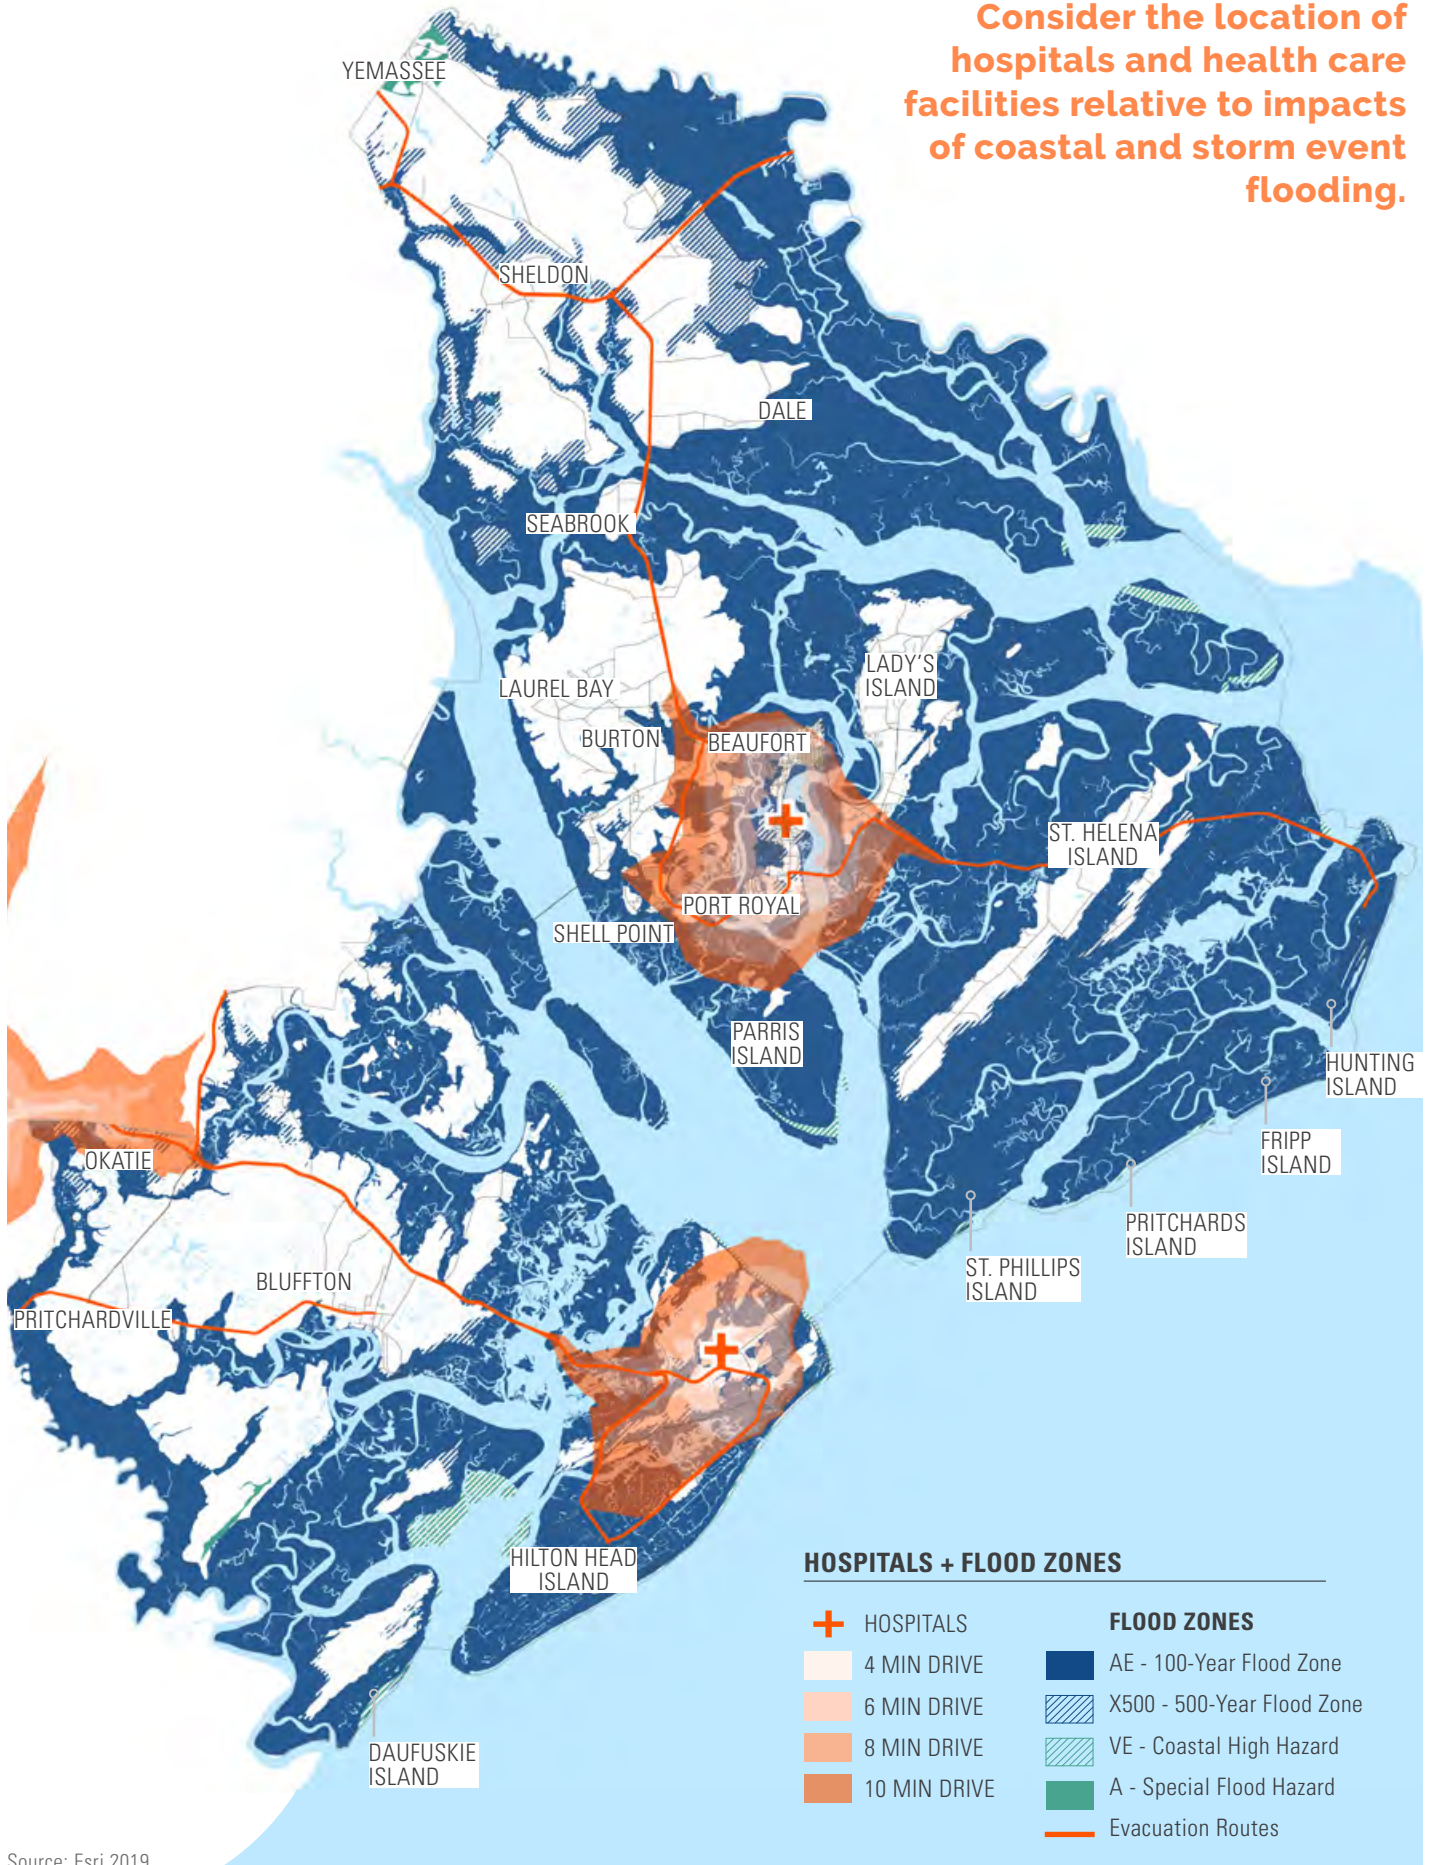 Consider the location of
hospitals and health care
facilities relative to impacts
of coastal and storm event
flooding.
YEMASSEE
SHELDON
DALE
SEABROOK
LADY'S
ISLAND
LAUREL BAY
BURTON
BEAUFORT
ST. HELENA
ISLAND
PORT ROYAL
SHELL POINT
PARRIS
ISLAND
HUNTING
ISLAND
FRIPP
ISLAND
OKATIE
PRITCHARDS
ISLAND
ST. PHILLIPS
ISLAND
BLUFFTON
PRITCHARDVILLE
HILTON HEAD
ISLAND
DAUFUSKIE
ISLAND
HOSPITALS + FLOOD ZONES
HOSPITALS
4 MIN DRIVE
6 MIN DRIVE
8 MIN DRIVE
10 MIN DRIVE
FLOOD ZONES
AE - 100-Year Flood Zone
X500 - 500-Year Flood Zone
VE - Coastal High Hazard
A - Special Flood Hazard
Evacuation Routes
Source: Esri 2019